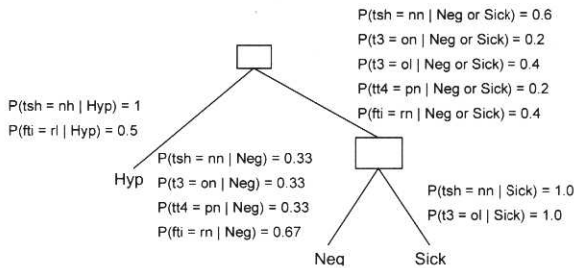 P(tsh = nn | Neg or Sick) = 0.6
P(t3 = on | Neg or Sick) = 0.2
P(t3 = ol | Neg or Sick) = 0.4
P(tt4 = pn | Neg or Sick) = 0.2
P(fti = rn | Neg or Sick) = 0.4
P(tsh = nh | Hyp) = 1
P(fti = rl | Hyp) = 0.5
Hyp
P(tsh = nn | Neg) = 0.33
P(t3 = on | Neg) = 0.33
P(tt4 = pn | Neg) = 0.33
P(fti = rn | Neg) = 0.67
P(tsh = nn | Sick) = 1.0
P(t3 = ol | Sick) = 1.0
Neg
Sick